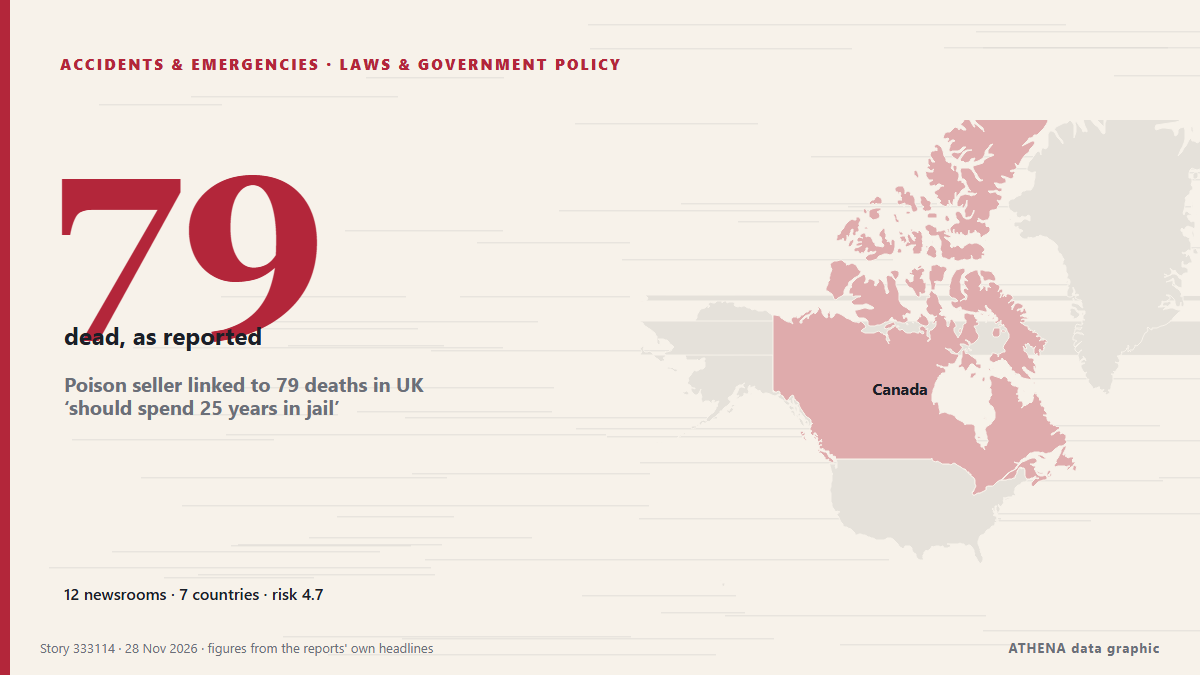 ACCIDENTS & EMERGENCIES · LAWS & GOVERNMENT POLICY
79
dead, as reported
Poison seller linked to 79 deaths in UK
‘should spend 25 years in jail’
Canada
12 newsrooms · 7 countries · risk 4.7
Story 333114 · 28 Nov 2026 · figures from the reports' own headlines
ATHENA data graphic